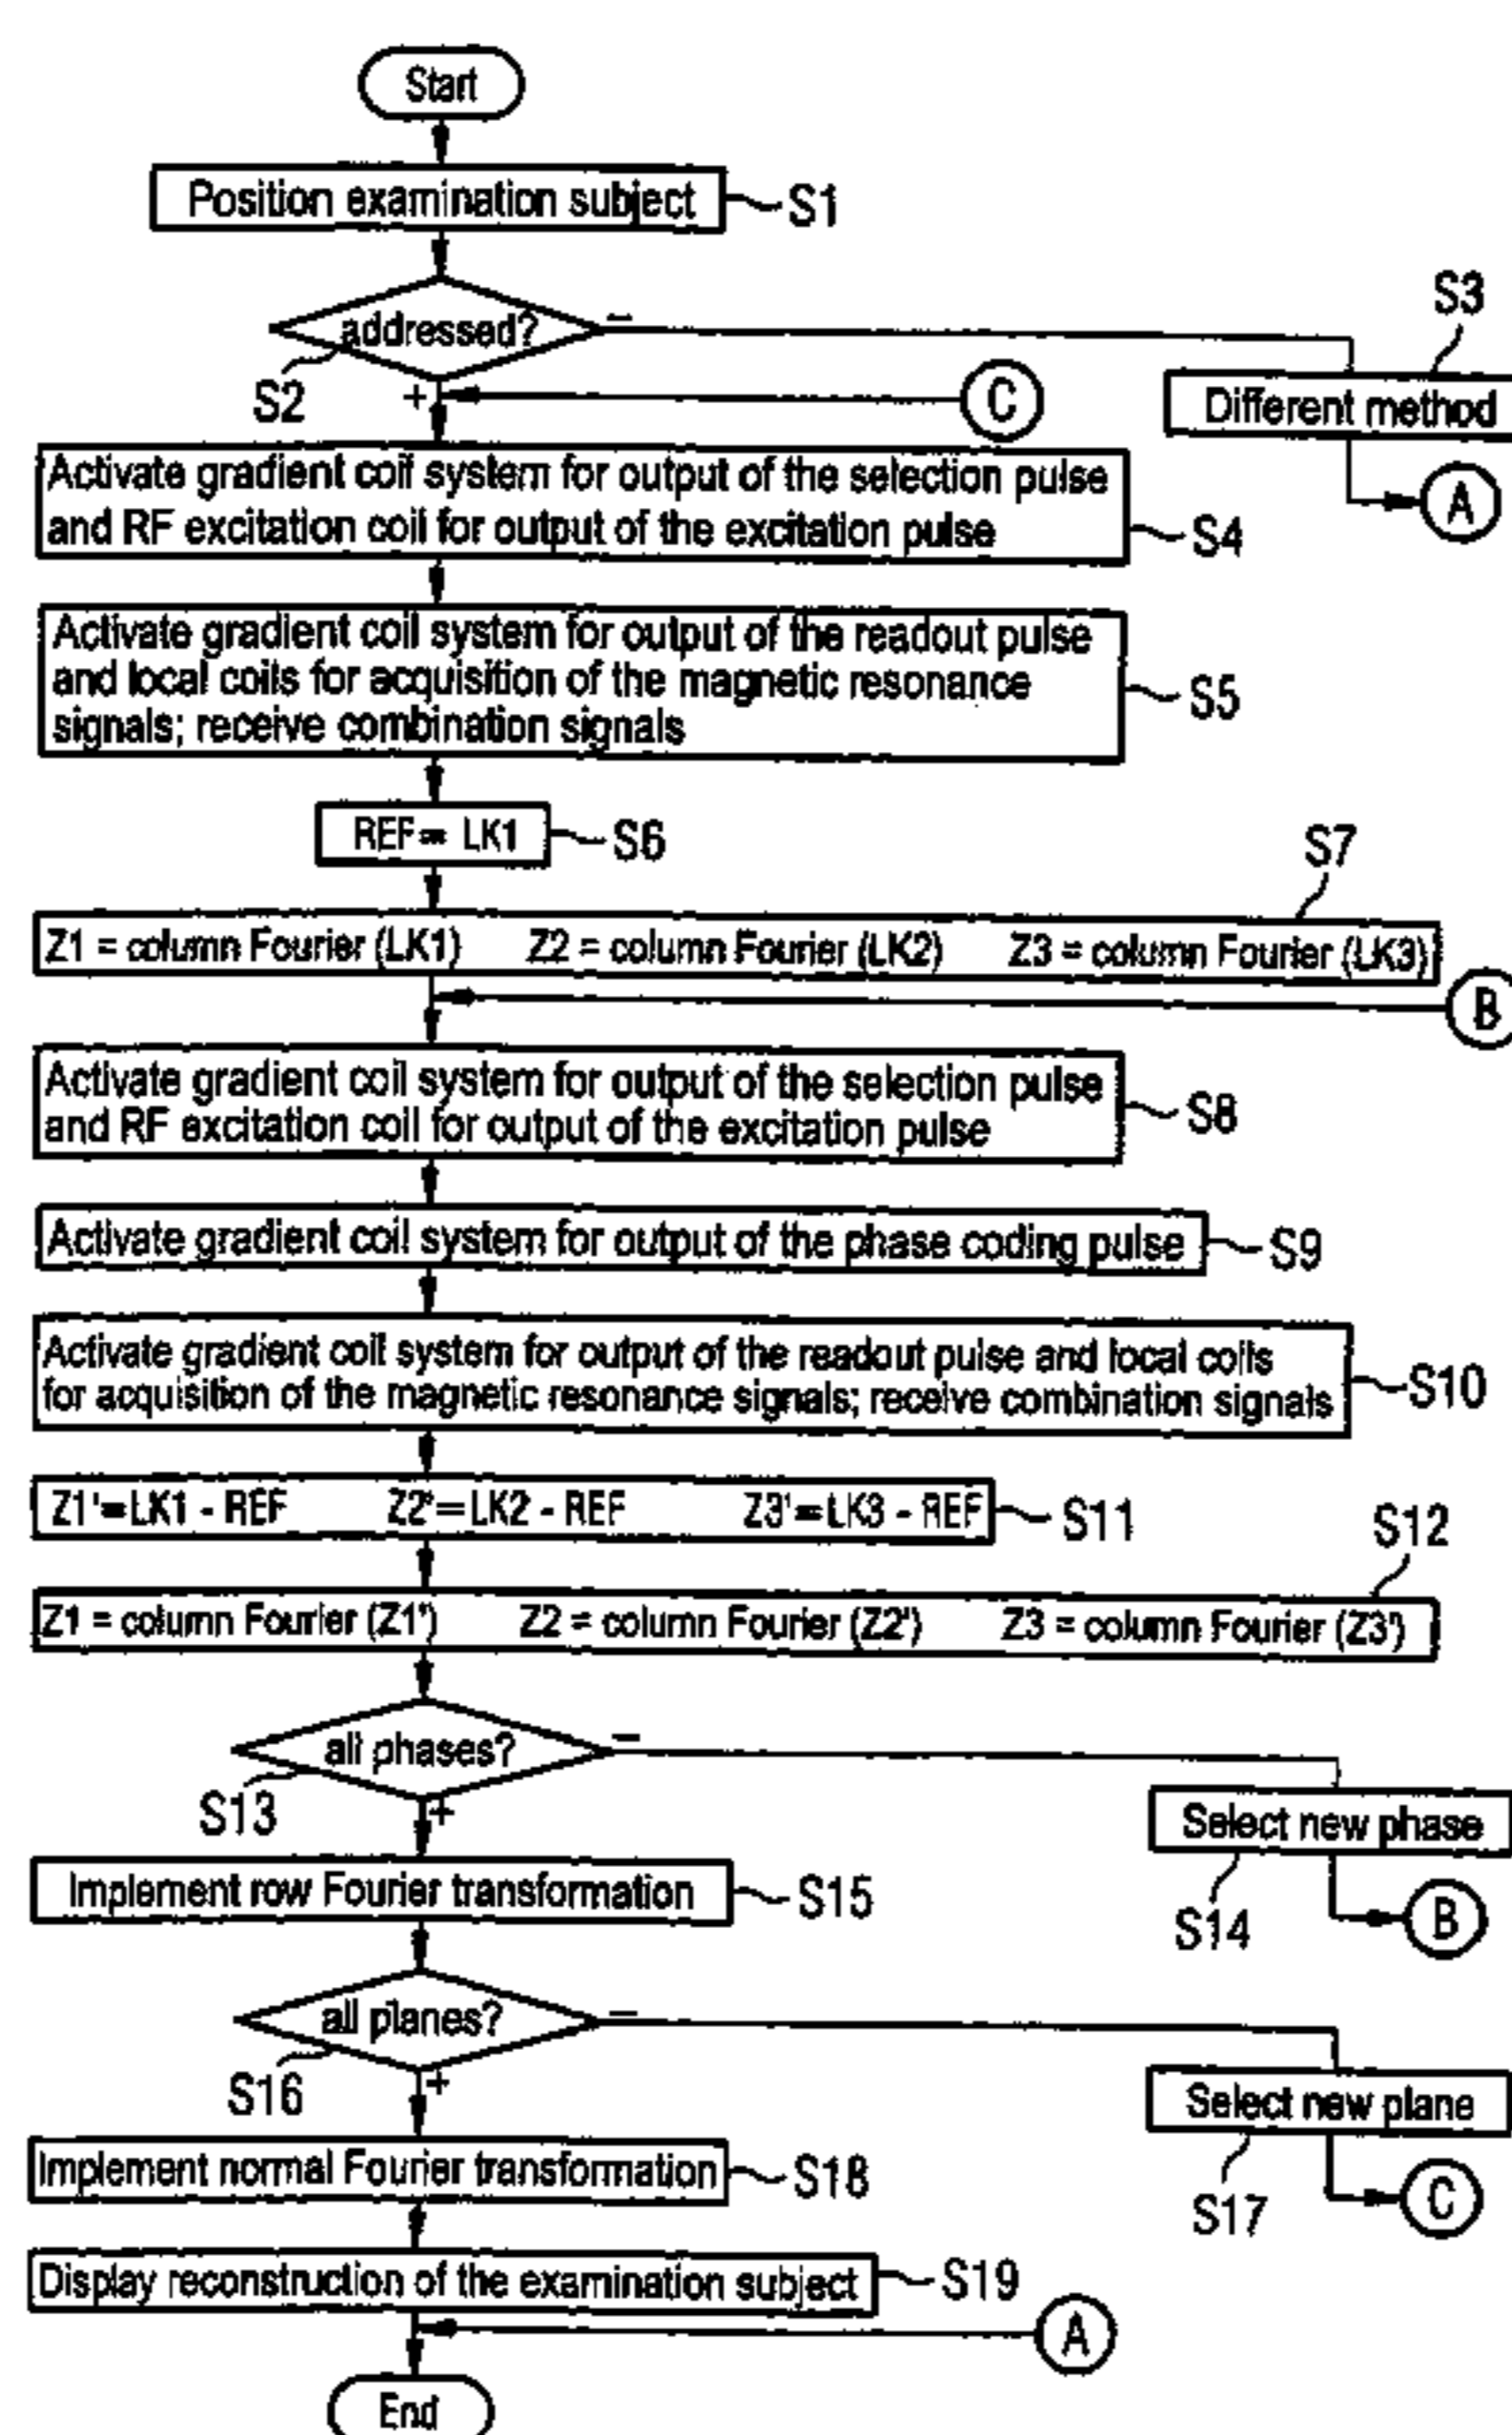 Start
Position examination subject
S1
addressed?
–
S2
+
C
S3
Different method
A
Activate gradient coil system for output of the selection pulse
and RF excitation coil for output of the excitation pulse
S4
Activate gradient coil system for output of the readout pulse
and local coils for acquisition of the magnetic resonance
signals; receive combination signals
S5
REF = LK1
S6
S7
Z1 = column Fourier (LK1) Z2 = column Fourier (LK2) Z3 = column Fourier (LK3)
B
Activate gradient coil system for output of the selection pulse
and RF excitation coil for output of the excitation pulse
S8
Activate gradient coil system for output of the phase coding pulse
S9
Activate gradient coil system for output of the readout pulse and local coils
for acquisition of the magnetic resonance signals; receive combination signals
S10
Z1' = LK1 - REF Z2' = LK2 - REF Z3' = LK3 - REF
S11
S12
Z1 = column Fourier (Z1') Z2 = column Fourier (Z2') Z3 = column Fourier (Z3')
all phases?
–
S13
+
Select new phase
S14
B
Implement row Fourier transformation
S15
all planes?
–
S16
+
Select new plane
S17
C
Implement normal Fourier transformation
S18
Display reconstruction of the examination subject
S19
A
End